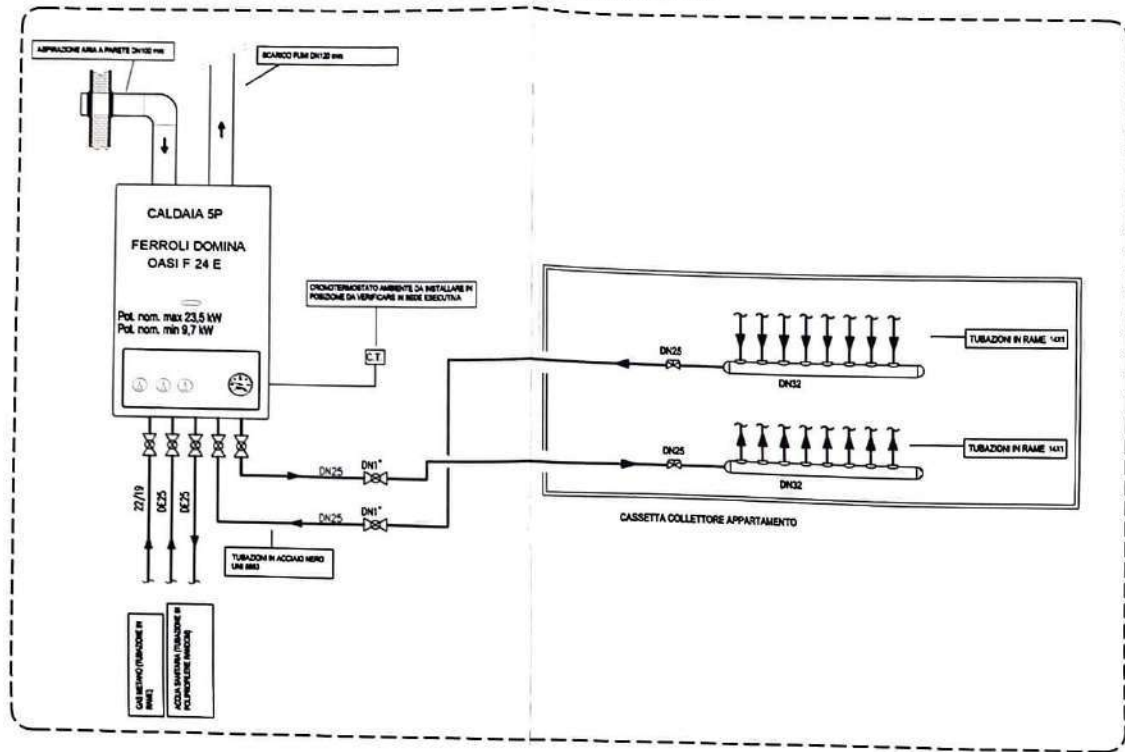 ASPIRAZIONE ARIA A PARETE DN100 mm
SCARICO FUMI DN120 mm
CALDAIA 5P
FERROLI DOMINA
OASI F 24 E
Pot. nom. max 23,5 kW
Pot. nom. min 9,7 kW
CRONOTERMOSTATO AMBIENTE DA INSTALLARE IN
POSIZIONE DA VERIFICARE IN SEDE ESECUTIVA
C.T.
DN25
DN32
TUBAZIONI IN RAME 14X1
DN25
DN32
TUBAZIONI IN RAME 14X1
CASSETTA COLLETTORE APPARTAMENTO
DN25
DN1"
DN25
DN1"
22/19
DE25
DE25
TUBAZIONI IN ACCIAIO NERO
UNI 8863
GAS METANO (TUBAZIONE IN
RAME)
ACQUA SANITARIA (TUBAZIONE IN
POLIPROPILENE RANDOM)